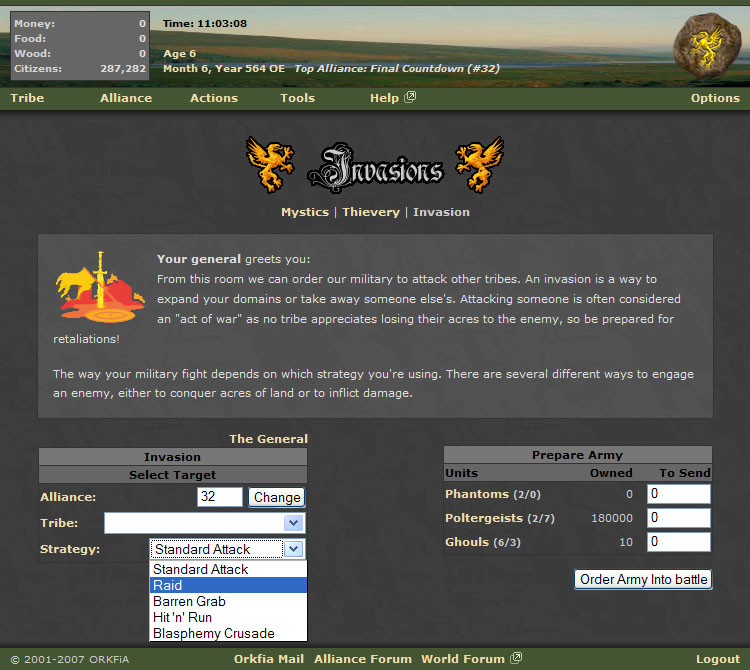 Money: 0
Food: 0
Wood: 0
Citizens: 287,282
Time: 11:03:08
Age 6
Month 6, Year 564 OE Top Alliance: Final Countdown (#32)
Tribe Alliance Actions Tools Help Options
Invasions
Mystics | Thievery | Invasion
Your general greets you:
From this room we can order our military to attack other tribes. An invasion is a way to
expand your domains or take away someone else's. Attacking someone is often considered
an "act of war" as no tribe appreciates losing their acres to the enemy, so be prepared for
retaliations!
The way your military fight depends on which strategy you're using. There are several different ways to engage
an enemy, either to conquer acres of land or to inflict damage.
The General
Invasion
Select Target
Alliance: 32 Change
Tribe:
Strategy: Standard Attack
Standard Attack
Raid
Barren Grab
Hit 'n' Run
Blasphemy Crusade
Prepare Army
Units Owned To Send
Phantoms (2/0) 0 0
Poltergeists (2/7) 180000 0
Ghouls (6/3) 10 0
Order Army Into battle
© 2001-2007 ORKFiA Orkfia Mail Alliance Forum World Forum Logout